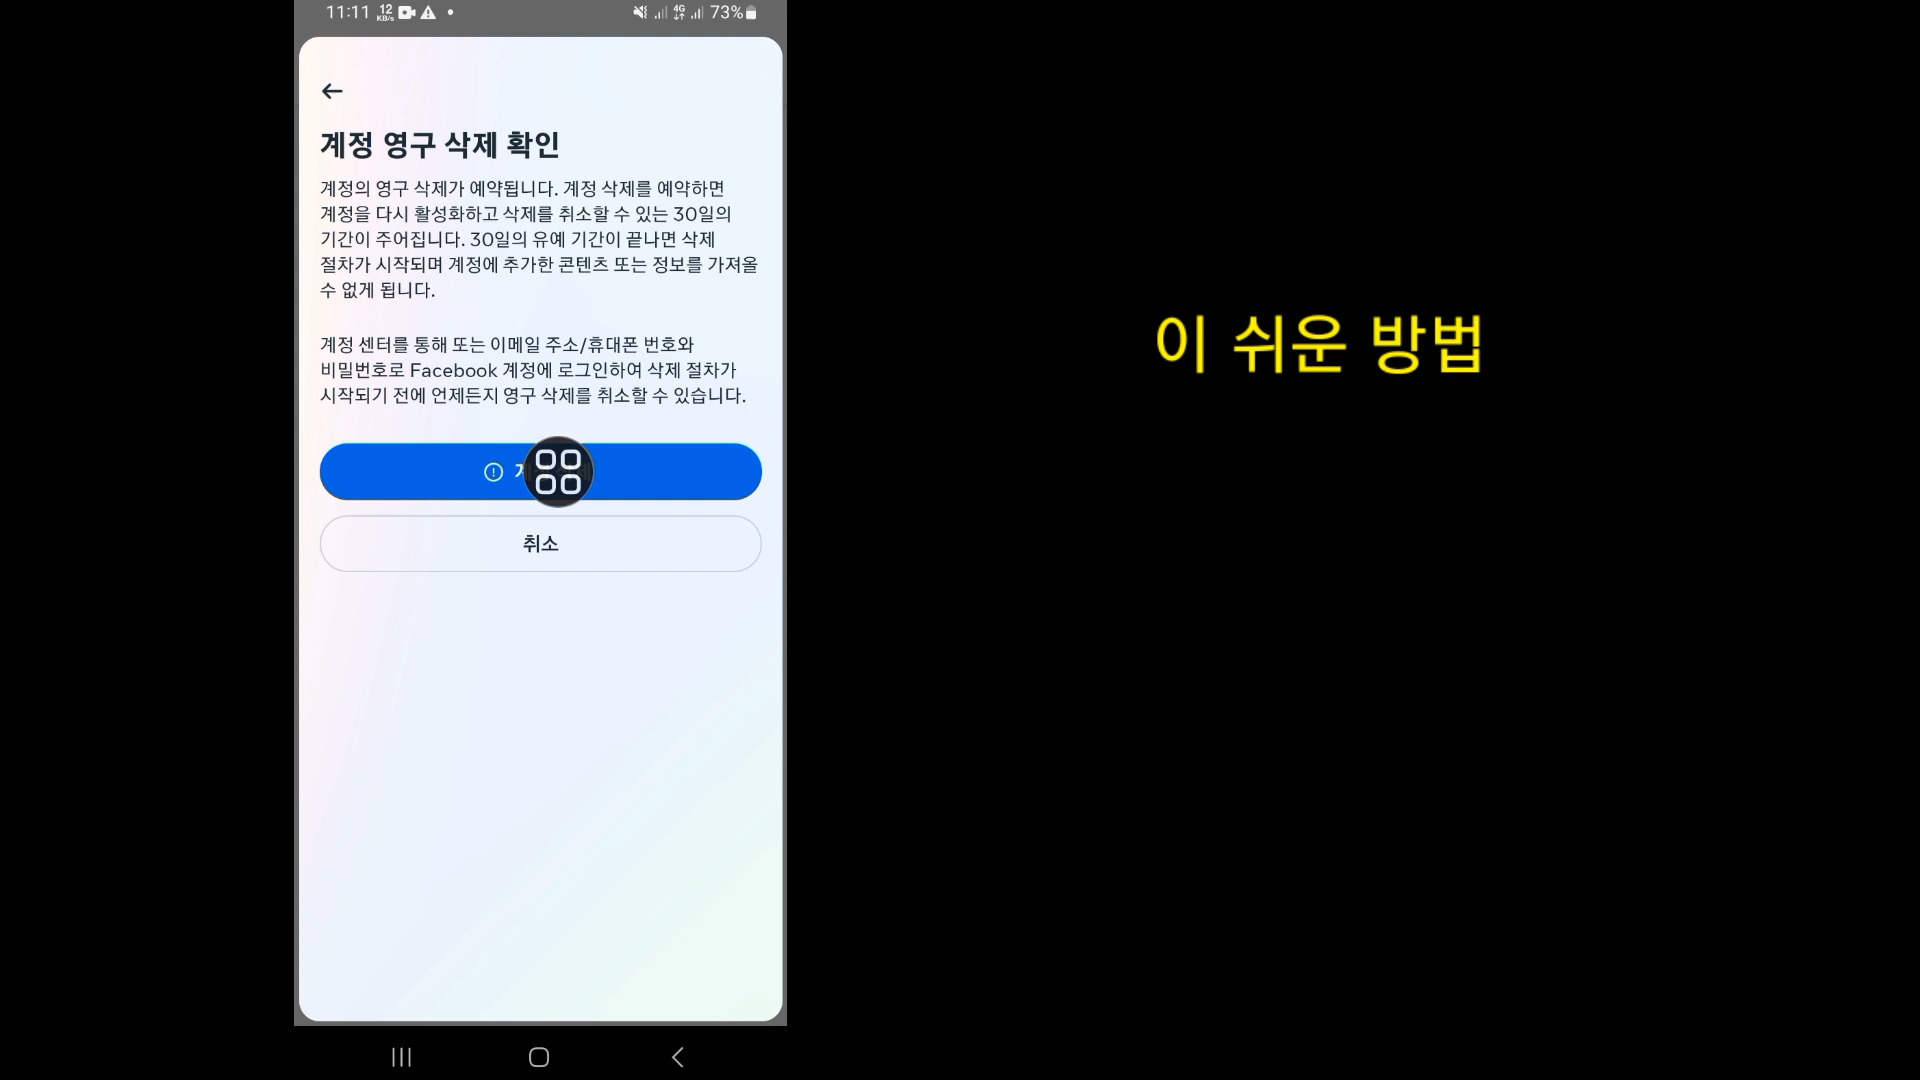 11:11 12 KB/s 4G 73%
계정 영구 삭제 확인
계정의 영구 삭제가 예약됩니다. 계정 삭제를 예약하면
계정을 다시 활성화하고 삭제를 취소할 수 있는 30일의
기간이 주어집니다. 30일의 유예 기간이 끝나면 삭제
절차가 시작되며 계정에 추가한 콘텐츠 또는 정보를 가져올
수 없게 됩니다.
계정 센터를 통해 또는 이메일 주소/휴대폰 번호와
비밀번호로 Facebook 계정에 로그인하여 삭제 절차가
시작되기 전에 언제든지 영구 삭제를 취소할 수 있습니다.
취소
이 쉬운 방법